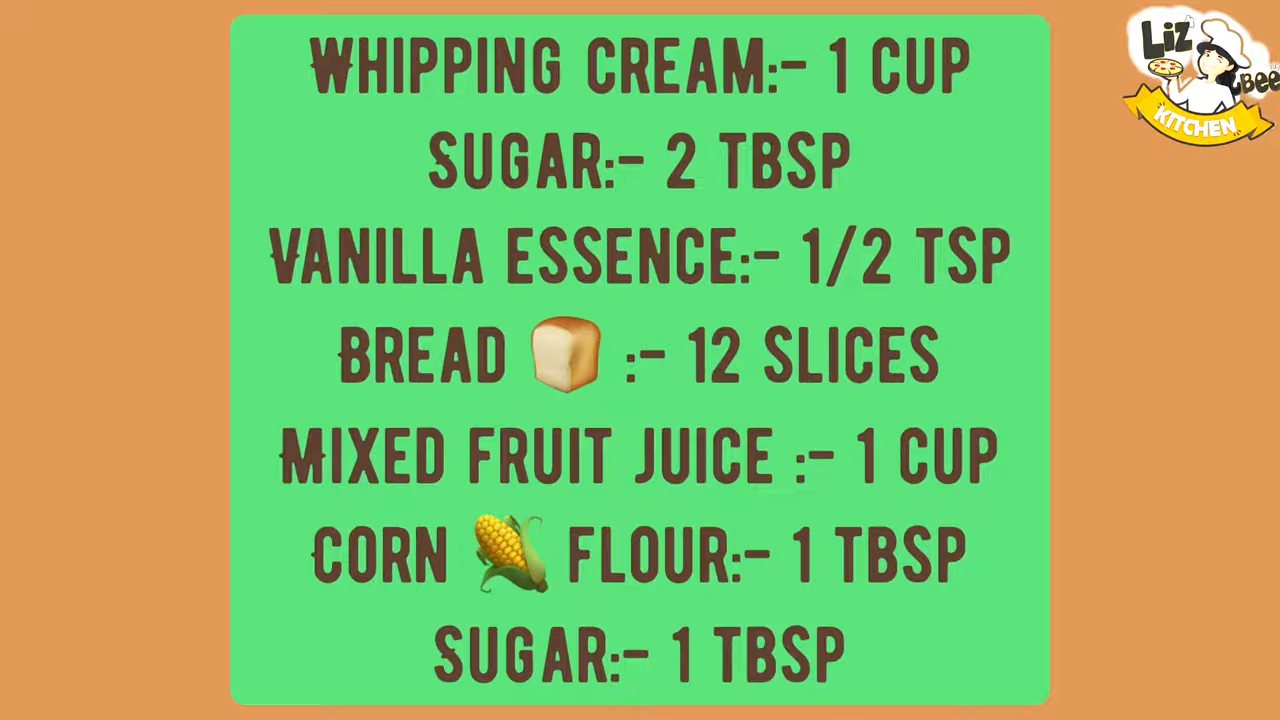 WHIPPING CREAM:- 1 CUP
SUGAR:- 2 TBSP
VANILLA ESSENCE:- 1/2 TSP
BREAD 🍞 :- 12 SLICES
MIXED FRUIT JUICE :- 1 CUP
CORN 🌽 FLOUR:- 1 TBSP
SUGAR:- 1 TBSP
Liz
Bee
KITCHEN